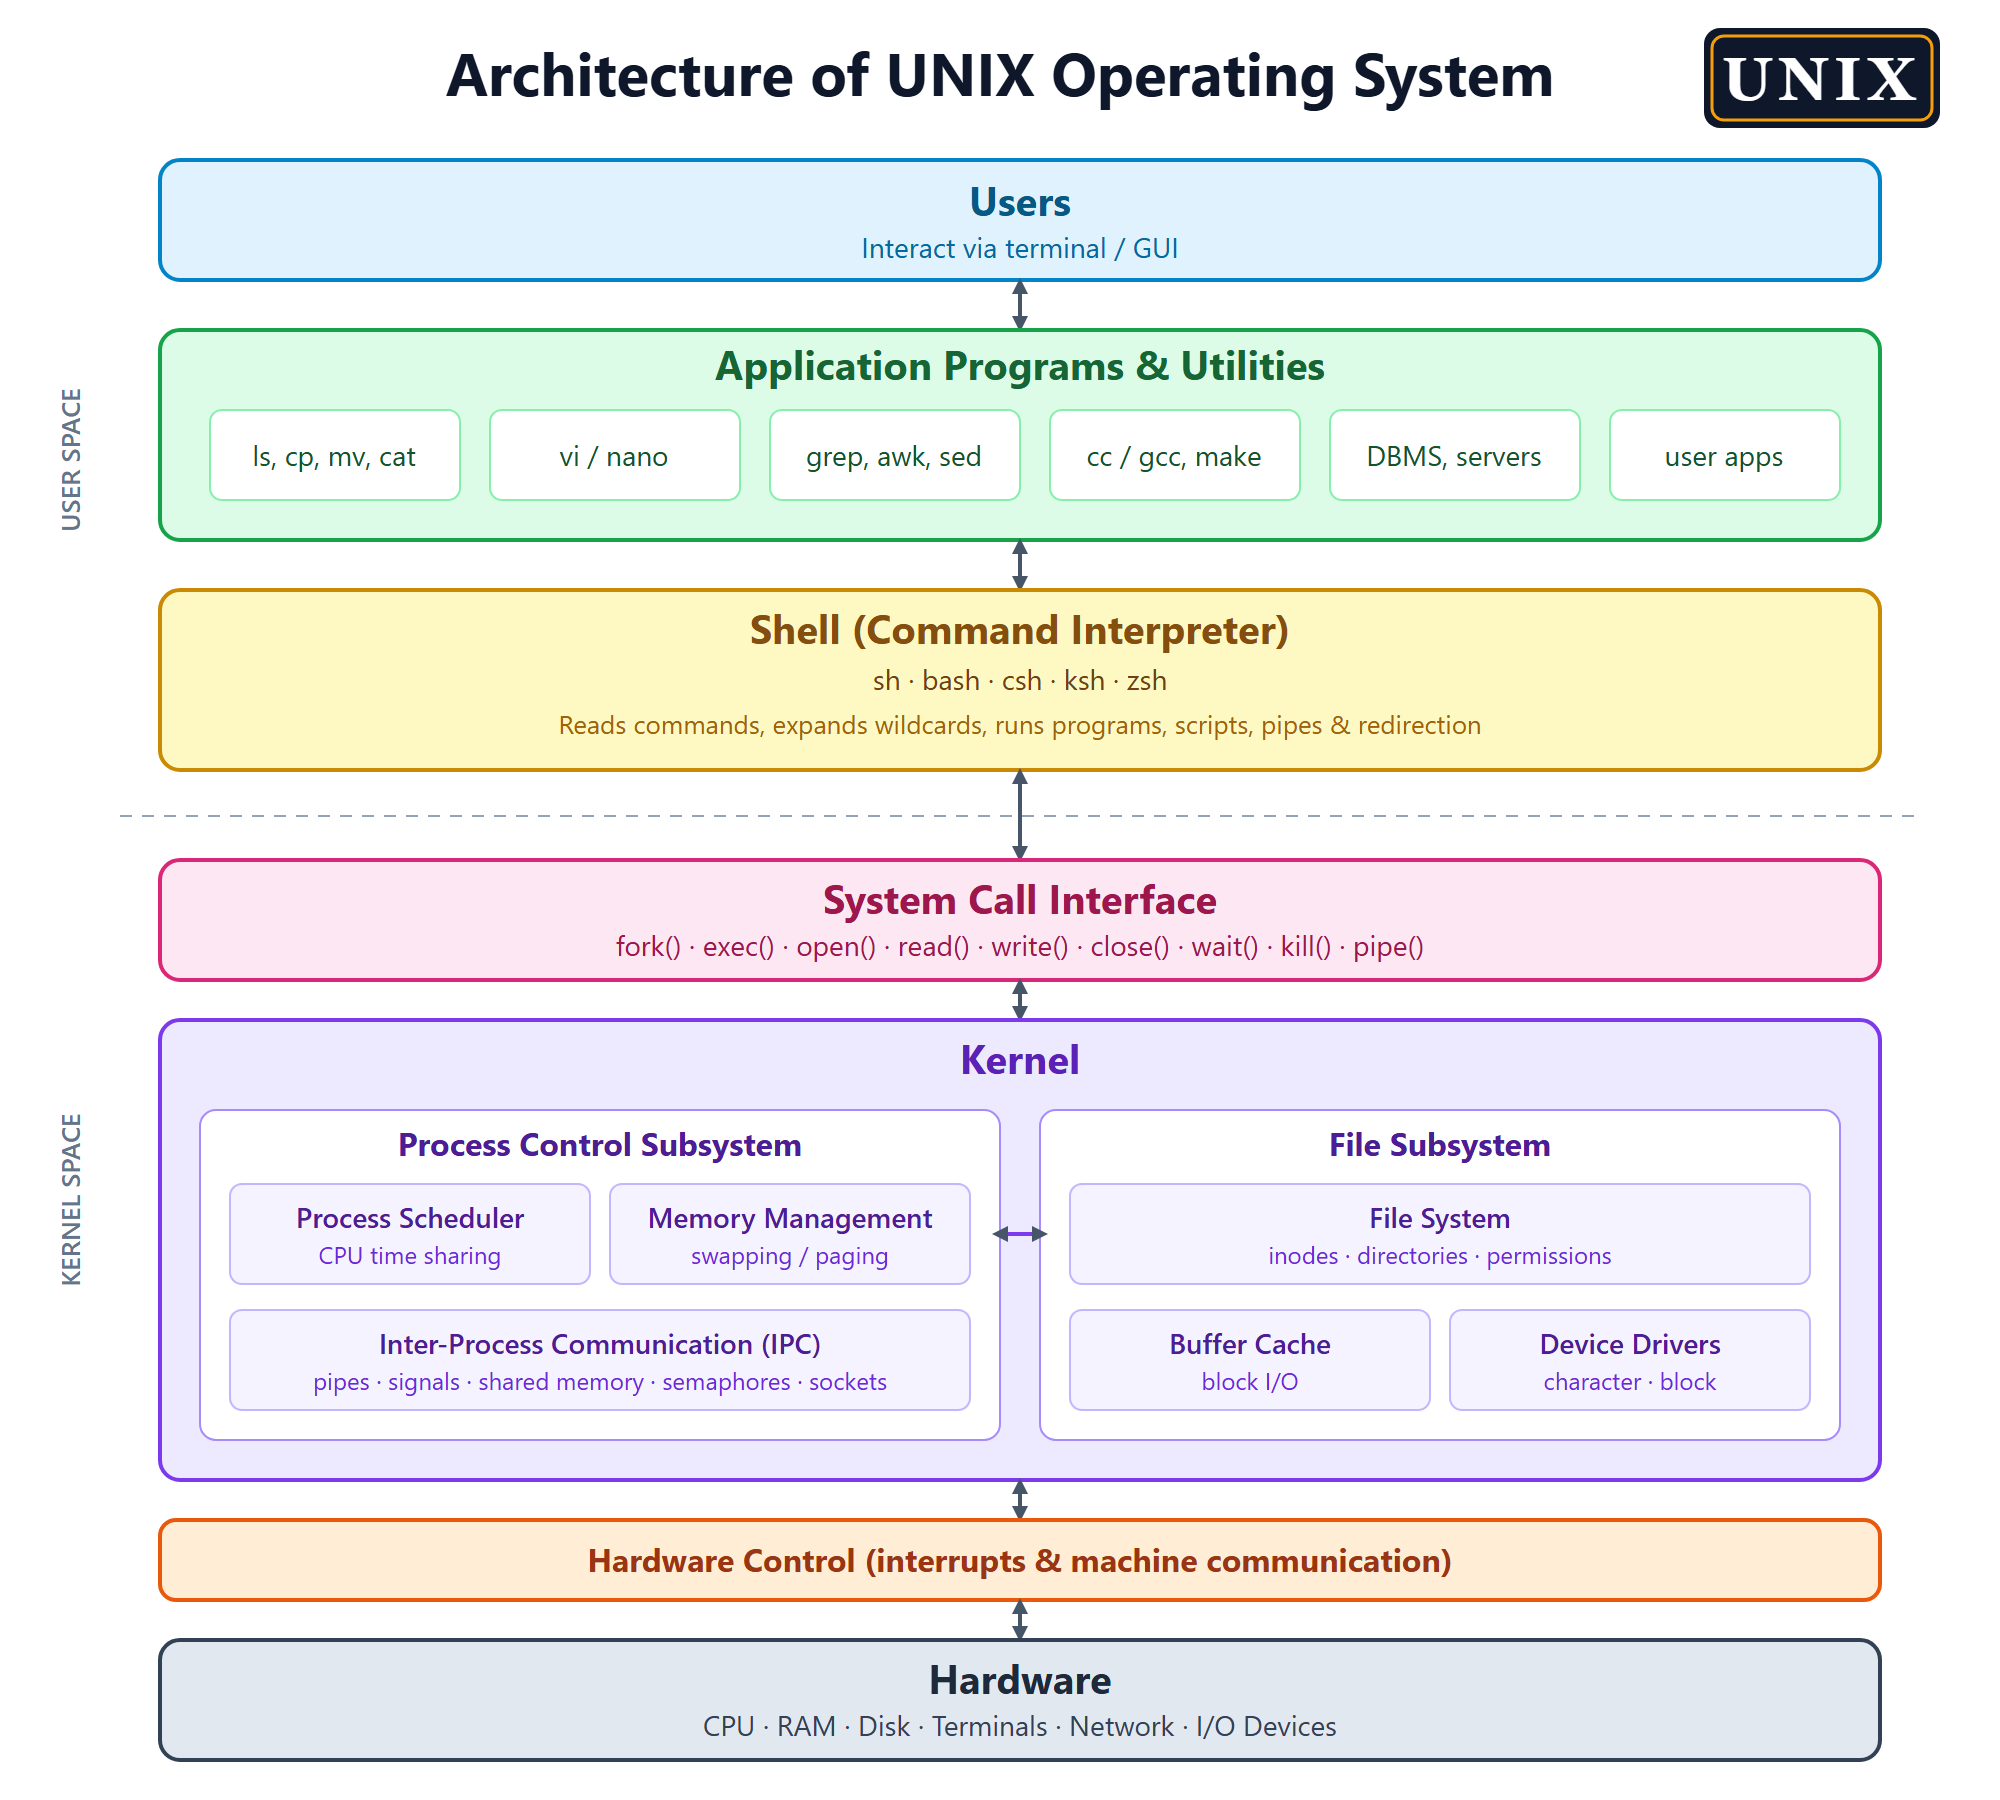 Architecture of UNIX Operating System
UNIX
Users
Interact via terminal / GUI
USER SPACE
Application Programs & Utilities
ls, cp, mv, cat
vi / nano
grep, awk, sed
cc / gcc, make
DBMS, servers
user apps
Shell (Command Interpreter)
sh · bash · csh · ksh · zsh
Reads commands, expands wildcards, runs programs, scripts, pipes & redirection
System Call Interface
fork() · exec() · open() · read() · write() · close() · wait() · kill() · pipe()
KERNEL SPACE
Kernel
Process Control Subsystem
Process Scheduler
CPU time sharing
Memory Management
swapping / paging
Inter-Process Communication (IPC)
pipes · signals · shared memory · semaphores · sockets
File Subsystem
File System
inodes · directories · permissions
Buffer Cache
block I/O
Device Drivers
character · block
Hardware Control (interrupts & machine communication)
Hardware
CPU · RAM · Disk · Terminals · Network · I/O Devices